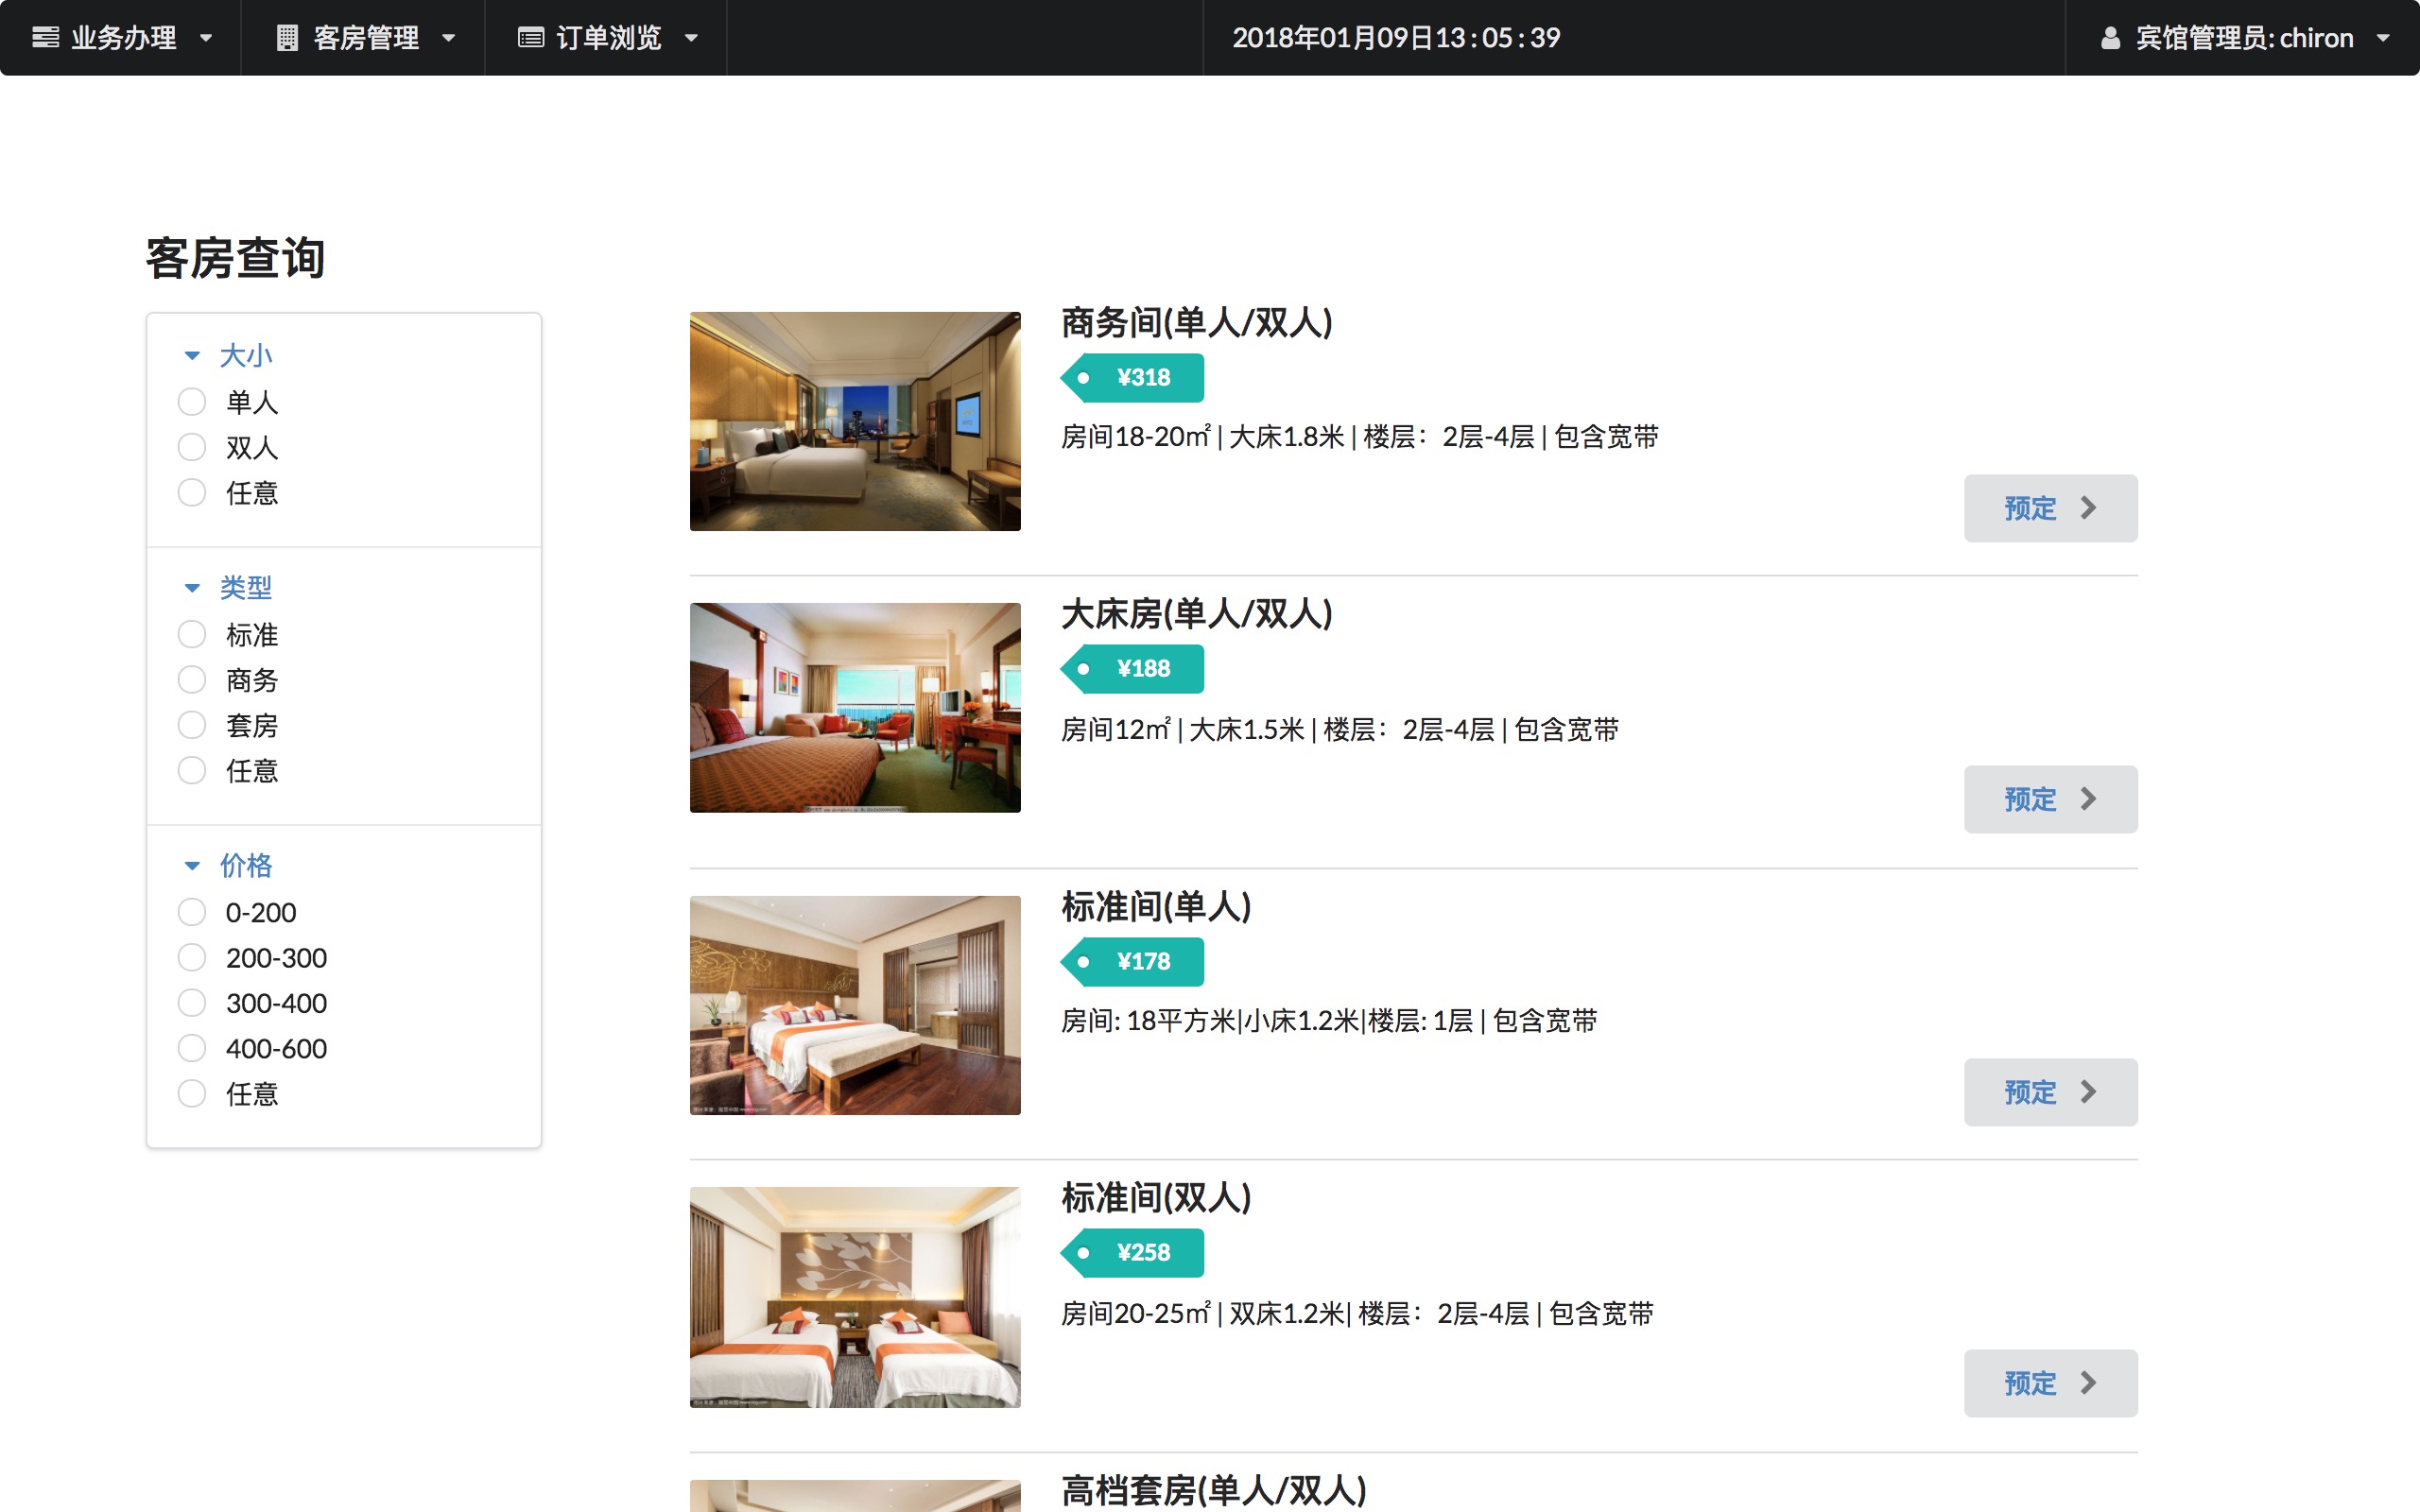 业务办理
客房管理
订单浏览
2018年01月09日13:05:39
宾馆管理员: chiron
客房查询
大小
单人
双人
任意
类型
标准
商务
套房
任意
价格
0-200
200-300
300-400
400-600
任意
商务间(单人/双人)
¥318
房间18-20㎡ | 大床1.8米 | 楼层：2层-4层 | 包含宽带
预定
大床房(单人/双人)
¥188
房间12㎡ | 大床1.5米 | 楼层：2层-4层 | 包含宽带
预定
标准间(单人)
¥178
房间: 18平方米|小床1.2米|楼层: 1层 | 包含宽带
预定
标准间(双人)
¥258
房间20-25㎡ | 双床1.2米| 楼层：2层-4层 | 包含宽带
预定
高档套房(单人/双人)